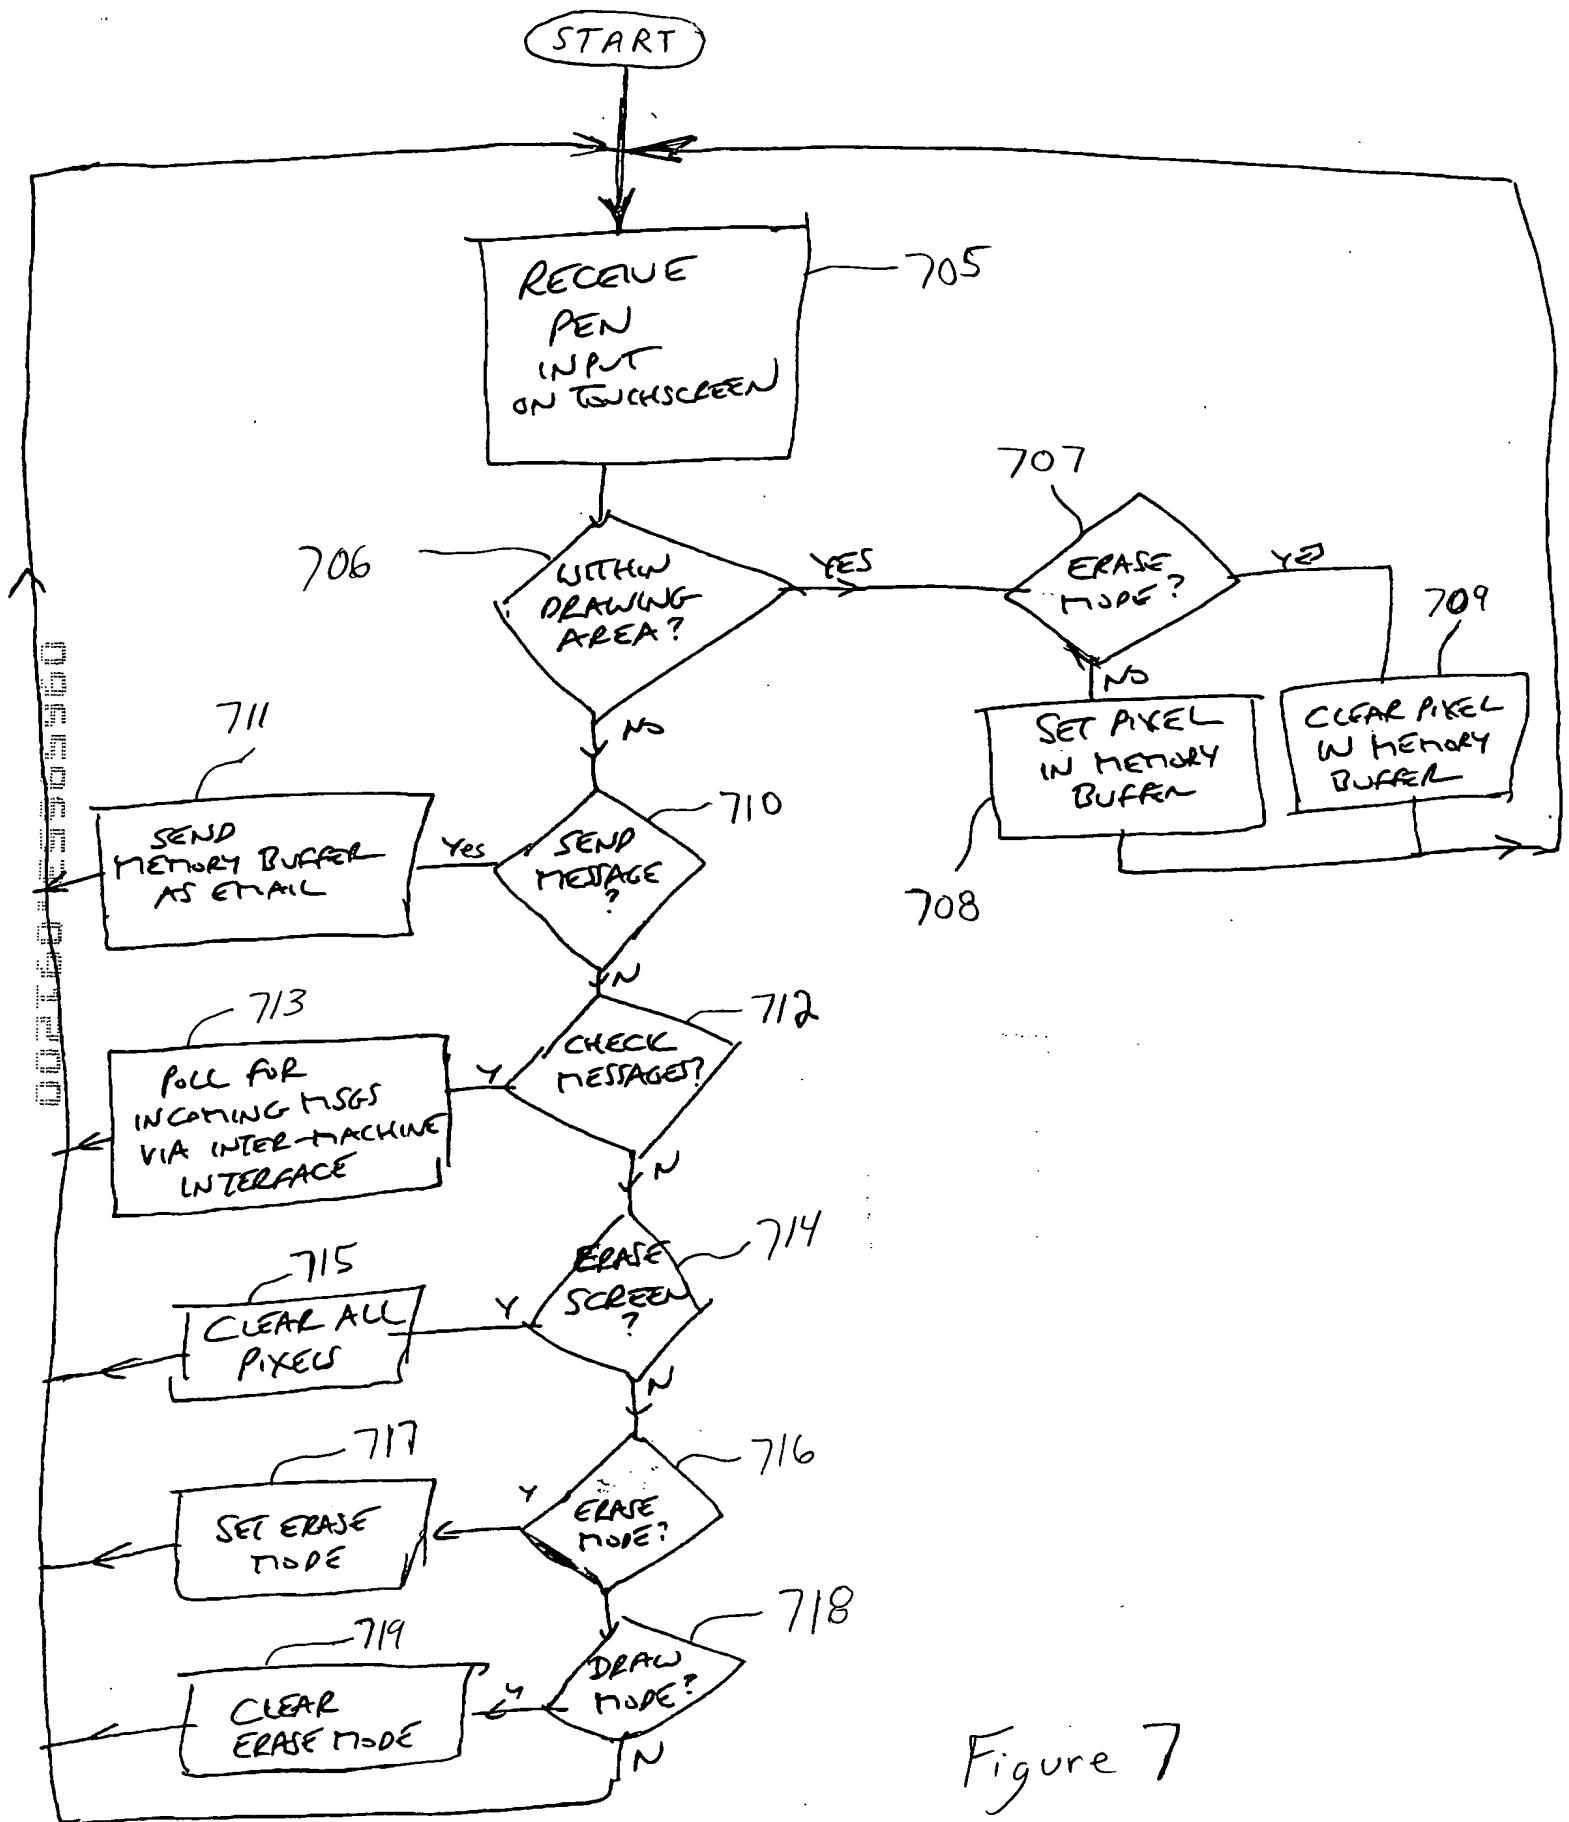 START
RECEIVE
PEN
INPUT
ON TOUCHSCREEN
705
706
WITHIN
DRAWING
AREA?
YES
707
ERASE
MODE?
YES
709
CLEAR PIXEL
IN MEMORY
BUFFER
NO
SET PIXEL
IN MEMORY
BUFFER
708
NO
711
SEND
MEMORY BUFFER
AS EMAIL
Yes
710
SEND
MESSAGE
?
N
713
POLL FOR
INCOMING MSGS
VIA INTER-MACHINE
INTERFACE
Y
712
CHECK
MESSAGES?
N
715
CLEAR ALL
PIXELS
Y
714
ERASE
SCREEN
?
N
717
SET ERASE
MODE
Y
716
ERASE
MODE?
719
CLEAR
ERASE MODE
Y
718
DRAW
MODE?
N
Figure 7